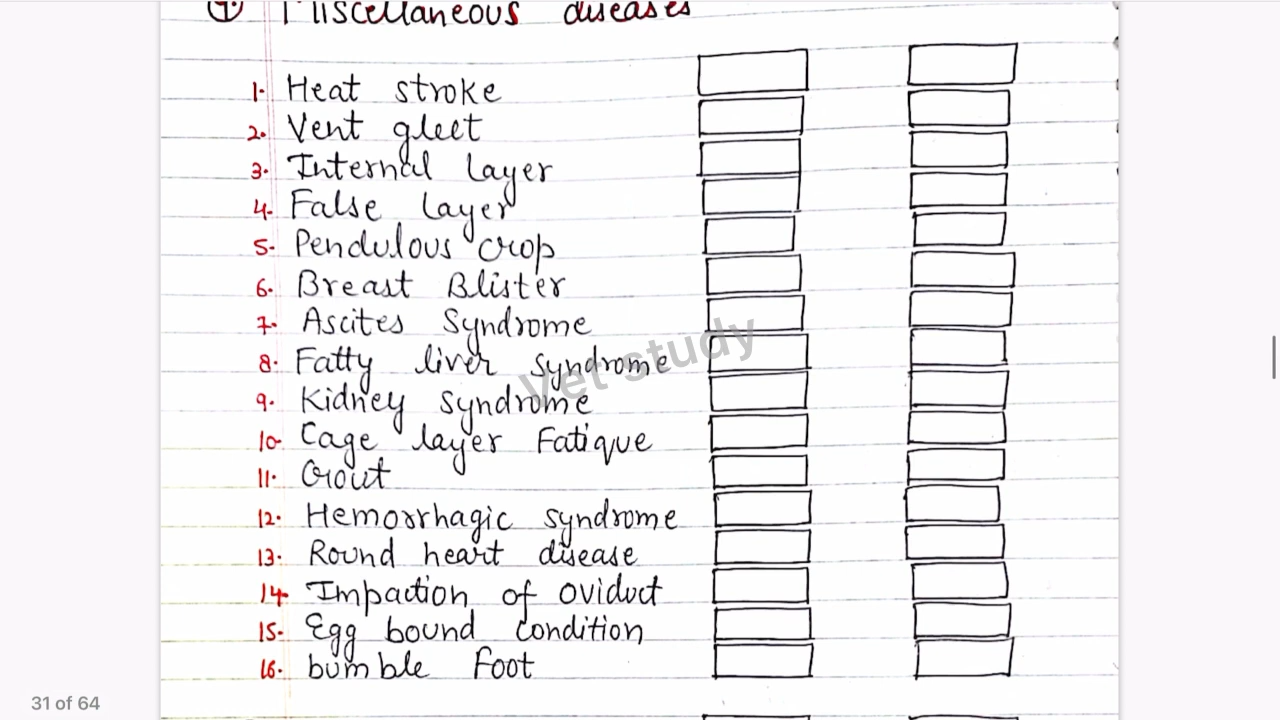 7. Miscellaneous diseases
1. Heat stroke
2. Vent gleet
3. Internal Layer
4. False Layer
5. Pendulous crop
6. Breast Blister
7. Ascites Syndrome
8. Fatty liver syndrome
9. Kidney syndrome
10. Cage layer Fatique
11. Gout
12. Hemorrhagic syndrome
13. Round heart disease
14. Impaction of oviduct
15. Egg bound condition
16. bumble Foot
Vet study
31 of 64